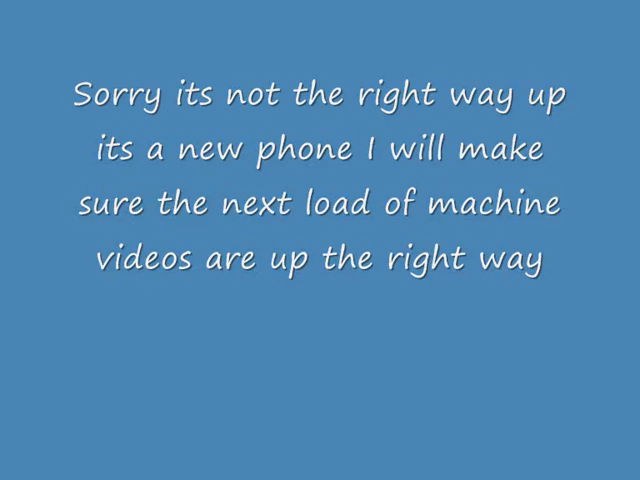 Sorry its not the right way up
its a new phone I will make
sure the next load of machine
videos are up the right way